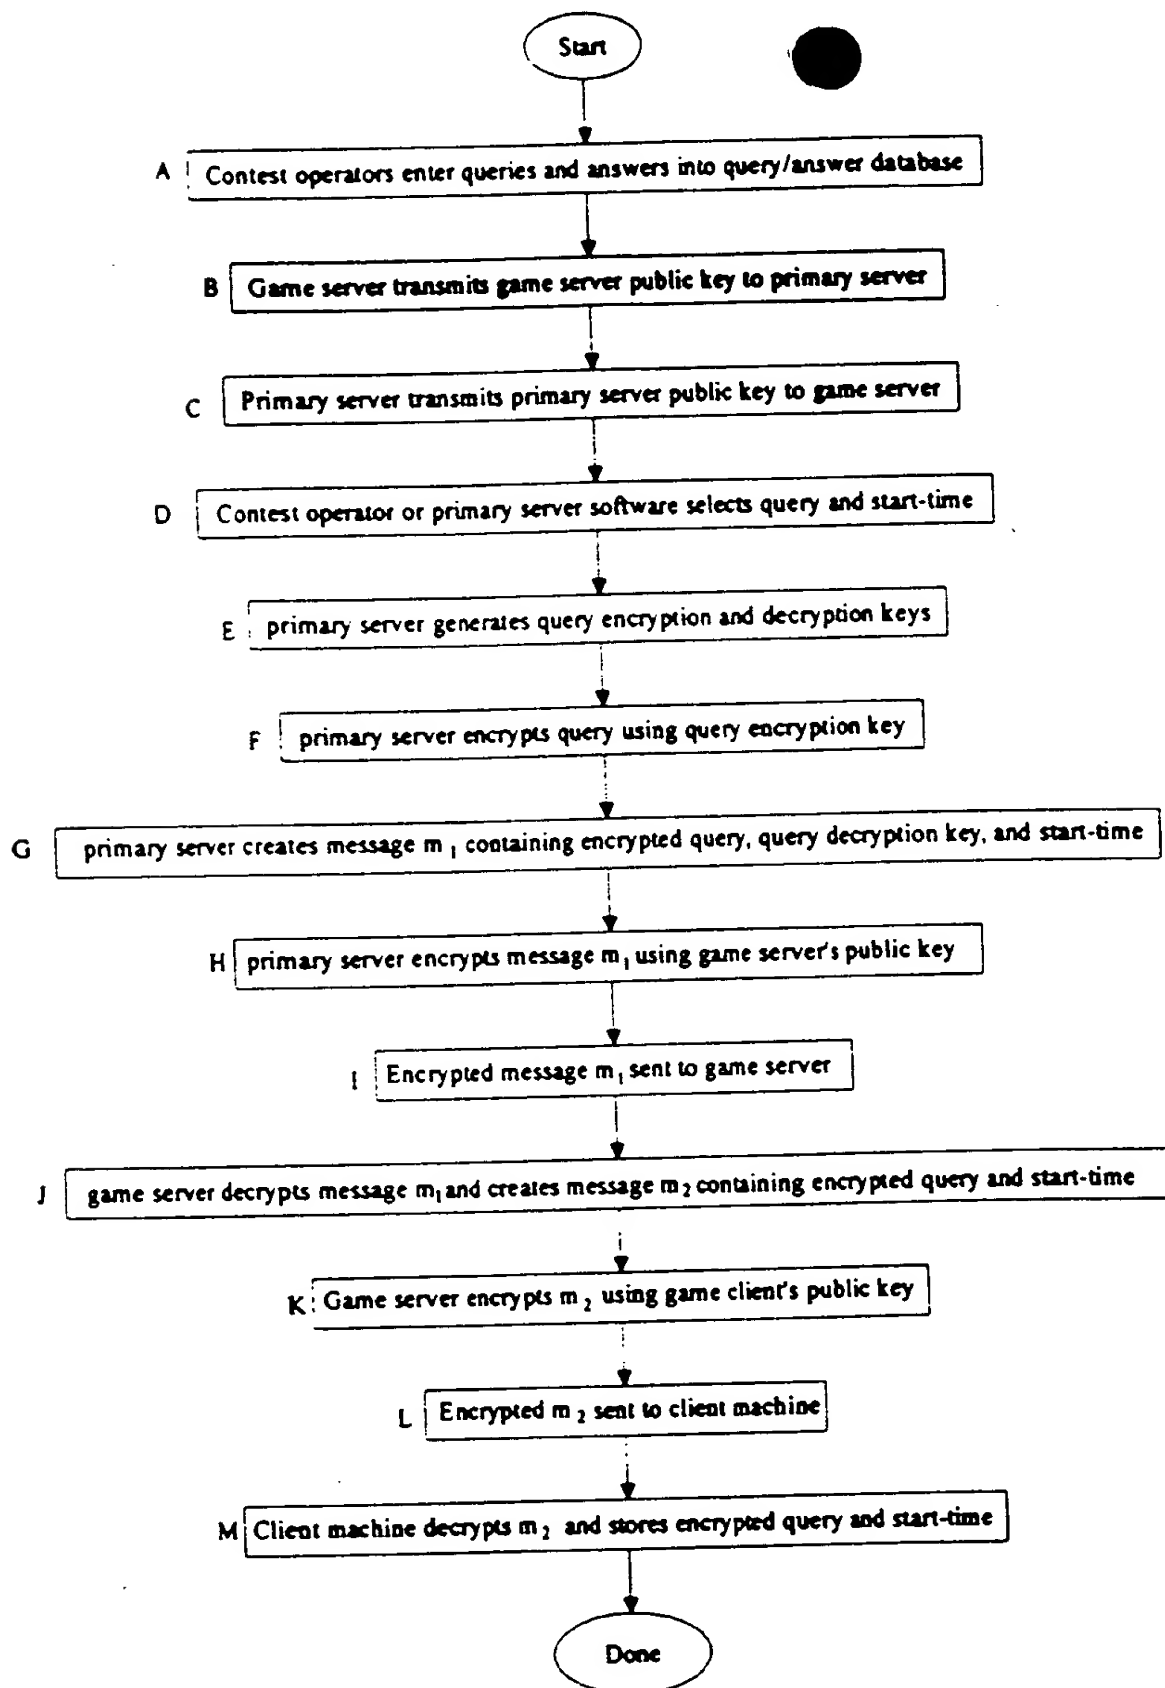 Start
A Contest operators enter queries and answers into query/answer database
B Game server transmits game server public key to primary server
C Primary server transmits primary server public key to game server
D Contest operator or primary server software selects query and start-time
E primary server generates query encryption and decryption keys
F primary server encrypts query using query encryption key
G primary server creates message m₁ containing encrypted query, query decryption key, and start-time
H primary server encrypts message m₁ using game server's public key
I Encrypted message m₁ sent to game server
J game server decrypts message m₁ and creates message m₂ containing encrypted query and start-time
K Game server encrypts m₂ using game client's public key
L Encrypted m₂ sent to client machine
M Client machine decrypts m₂ and stores encrypted query and start-time
Done